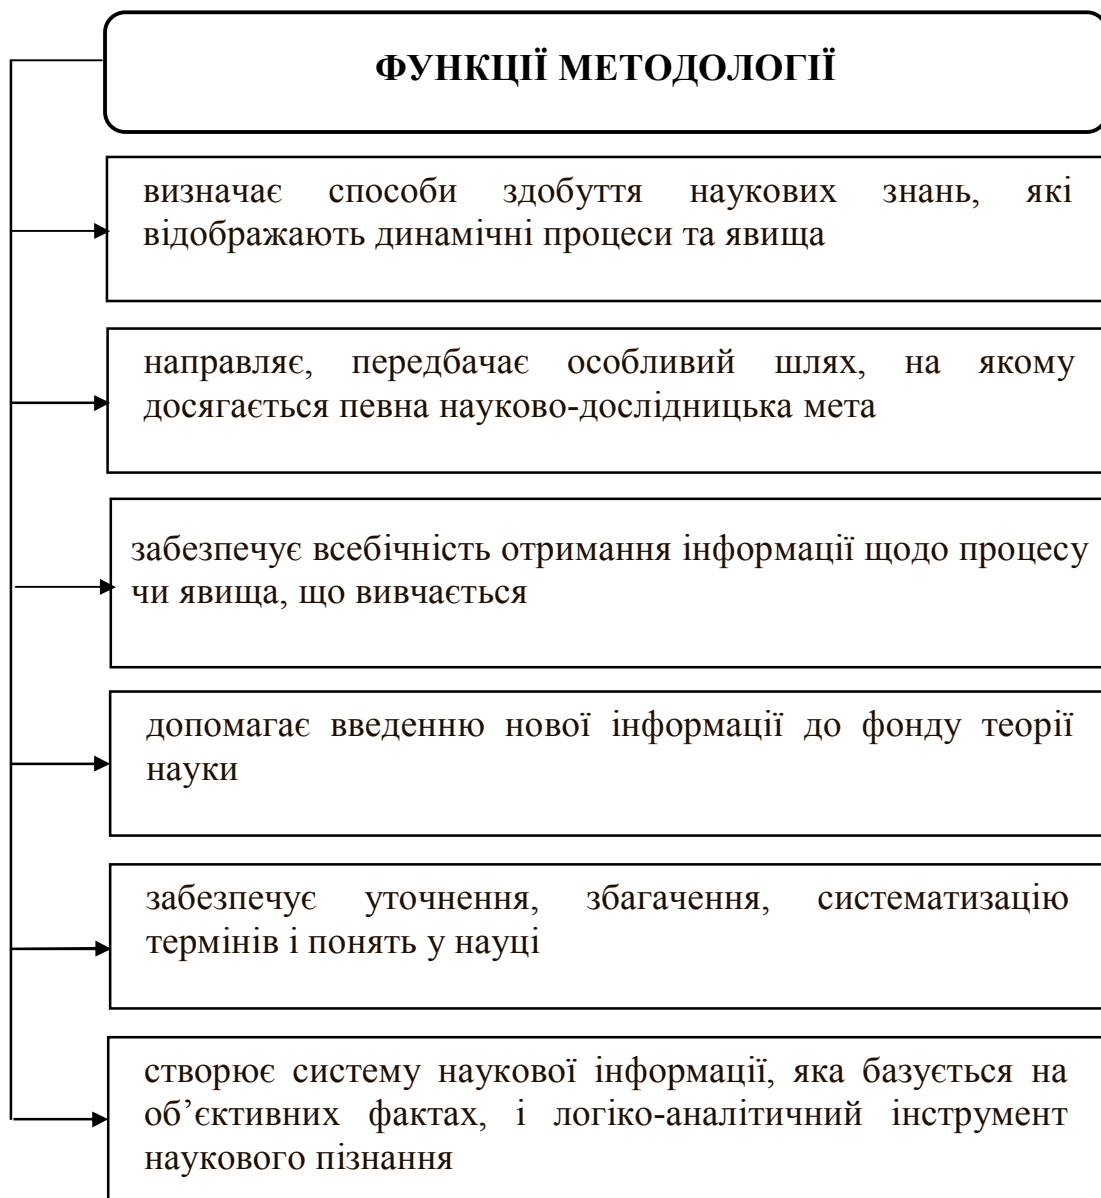 ФУНКЦІЇ МЕТОДОЛОГІЇ
визначає способи здобуття наукових знань, які
відображають динамічні процеси та явища
направляє, передбачає особливий шлях, на якому
досягається певна науково-дослідницька мета
забезпечує всебічність отримання інформації щодо процесу
чи явища, що вивчається
допомагає введенню нової інформації до фонду теорії
науки
забезпечує уточнення, збагачення, систематизацію
термінів і понять у науці
створює систему наукової інформації, яка базується на
об’єктивних фактах, і логіко-аналітичний інструмент
наукового пізнання